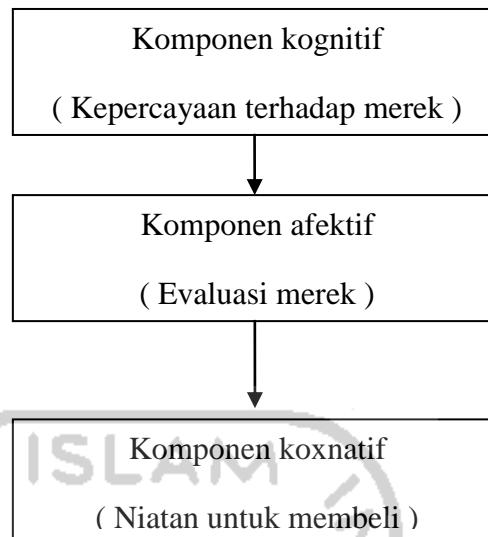 Komponen kognitif
( Kepercayaan terhadap merek )
Komponen afektif
( Evaluasi merek )
ISLAM
Komponen koxnatif
( Niatan untuk membeli )